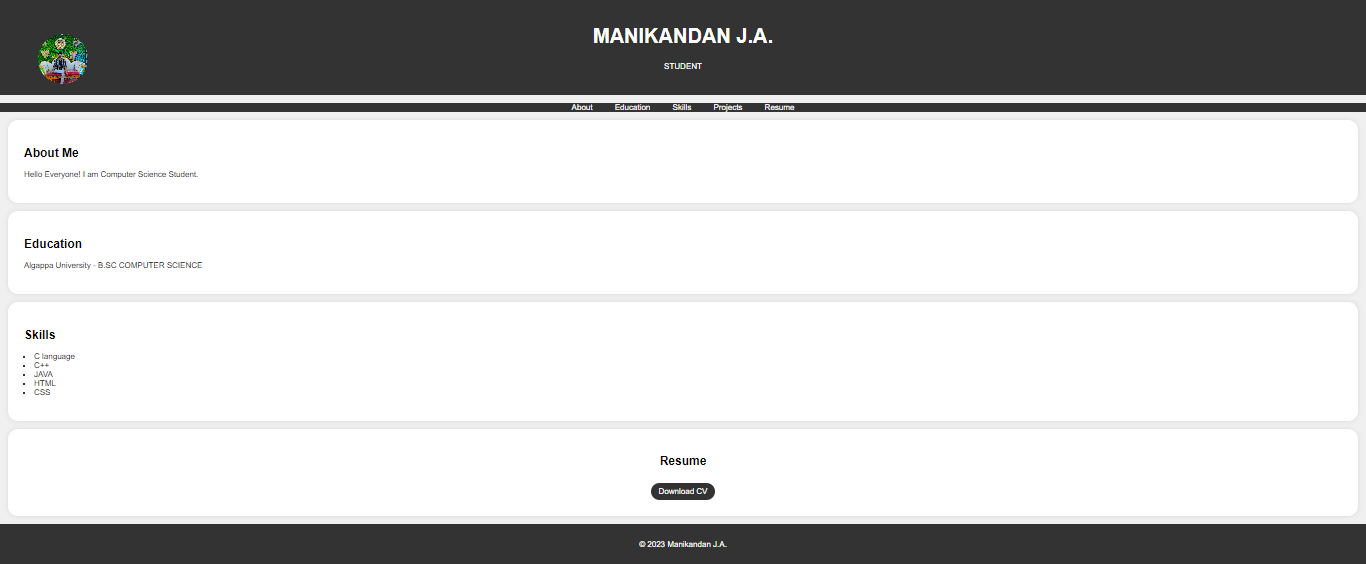 MANIKANDAN J.A.
STUDENT
About Education Skills Projects Resume
About Me
Hello Everyone! I am Computer Science Student.
Education
Algappa University - B.SC COMPUTER SCIENCE
Skills
C language
C++
JAVA
HTML
CSS
Resume
Download CV
© 2023 Manikandan J.A.